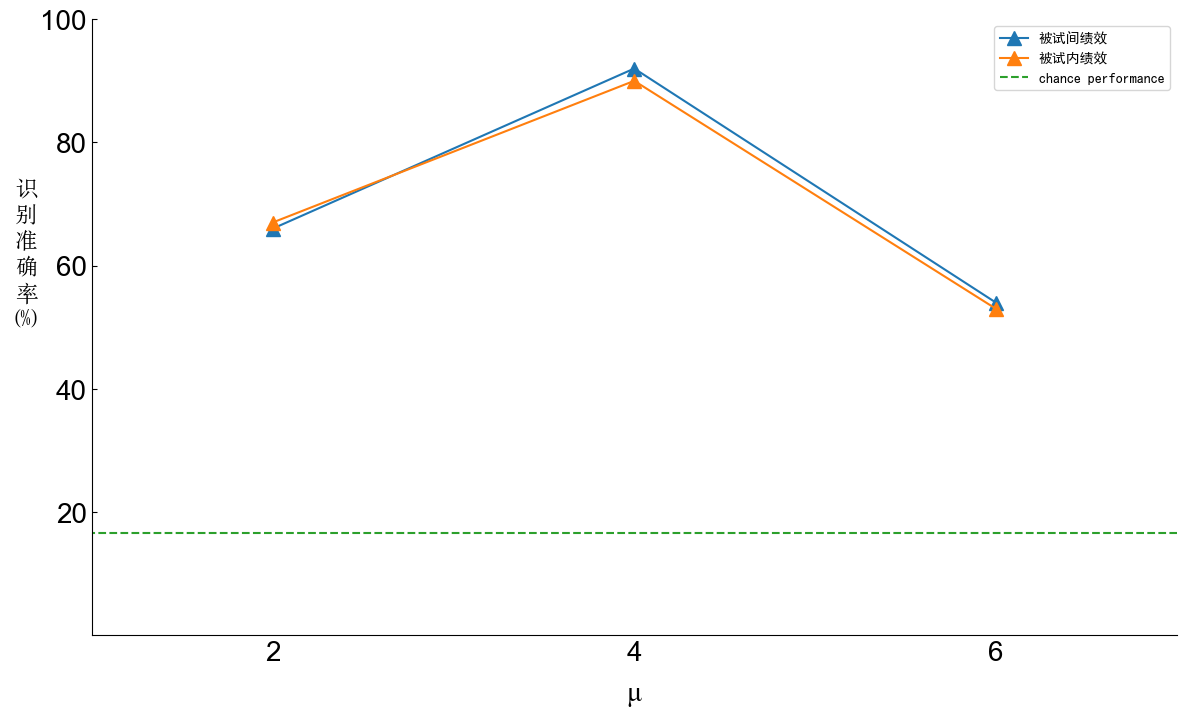 100
80
60
40
20
识
别
准
确
率
(%)
被试间绩效
被试内绩效
chance performance
2 4 6
μ